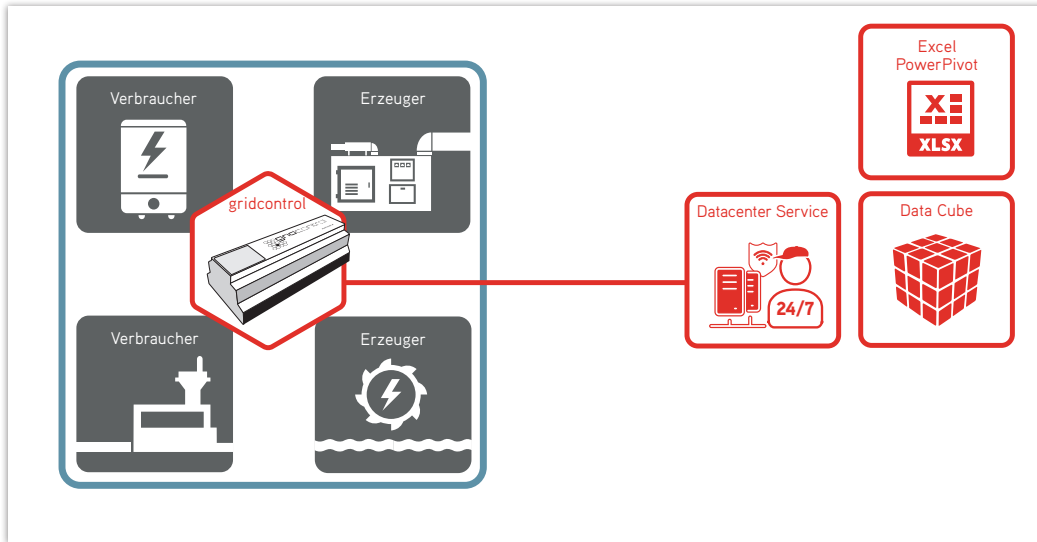 Verbraucher
Erzeuger
gridcontrol
Verbraucher
Erzeuger
Datacenter Service
24/7
Excel
PowerPivot
X
XLSX
Data Cube